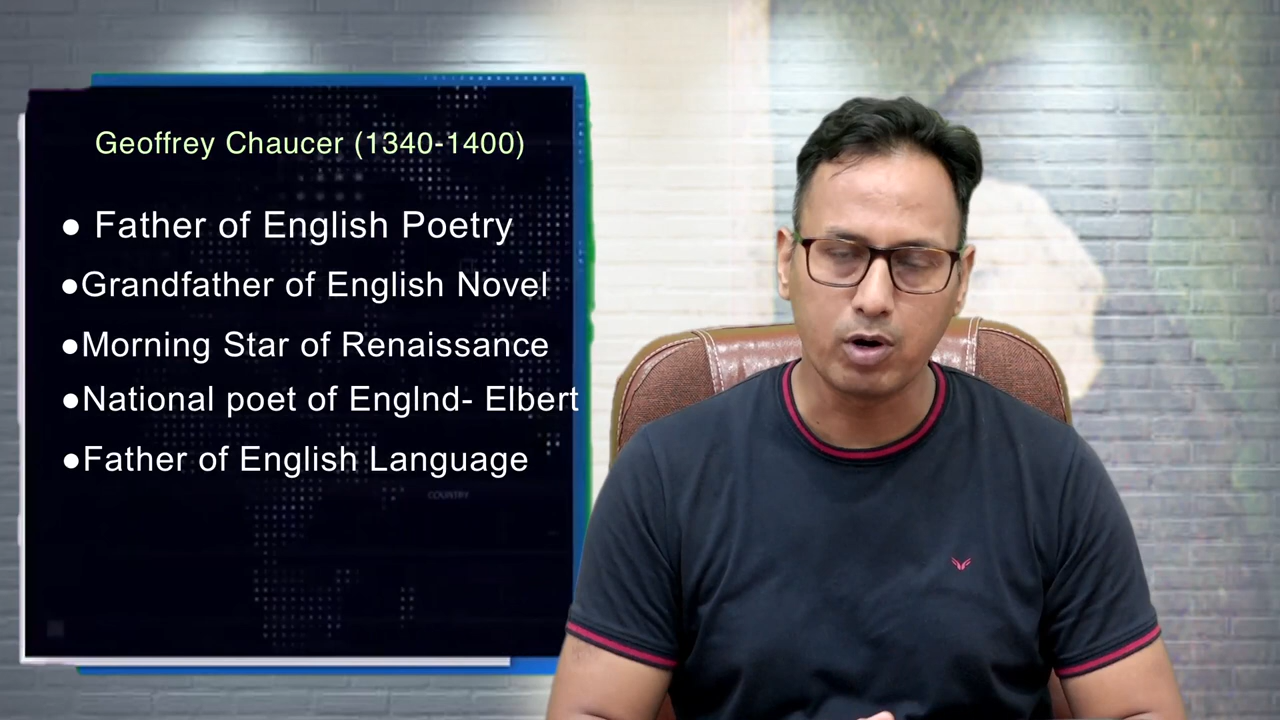 Geoffrey Chaucer (1340-1400)
● Father of English Poetry
●Grandfather of English Novel
●Morning Star of Renaissance
●National poet of Englnd- Elbert
●Father of English Language
COUNTRY